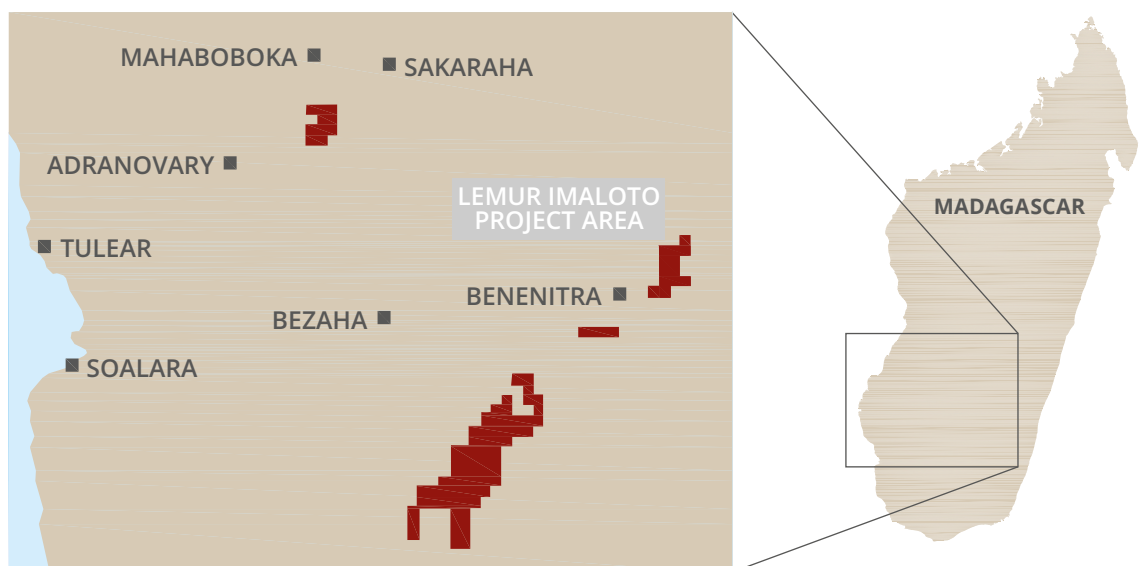 MAHABOBOKA
SAKARAHA
ADRANOVARY
LEMUR IMALOTO
PROJECT AREA
MADAGASCAR
TULEAR
BENENITRA
BEZAHA
SOALARA